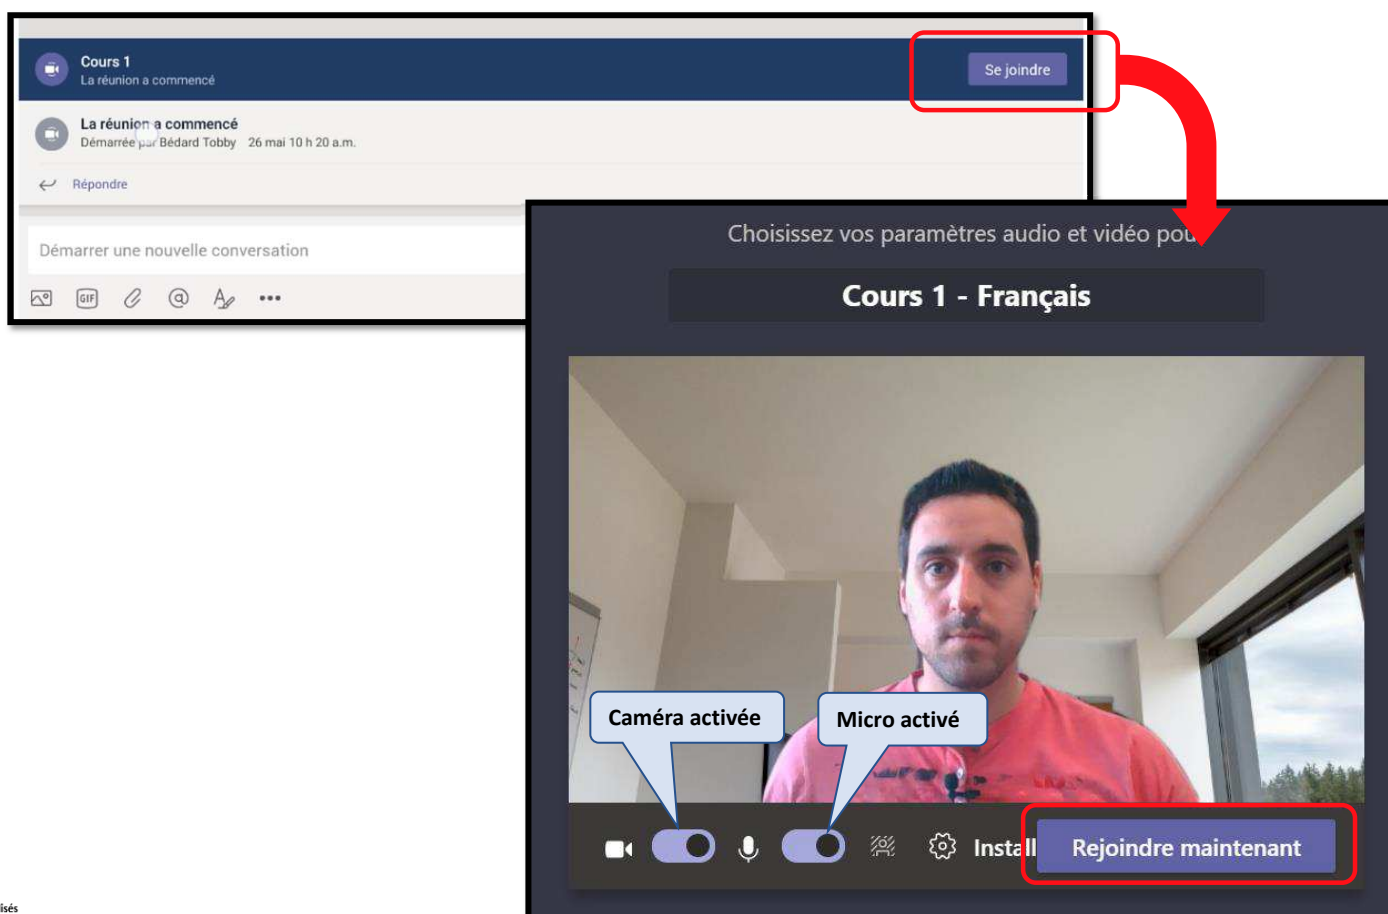 Cours 1
La réunion a commencé
Se joindre
La réunion a commencé
Démarrée par Bédard Tobby 26 mai 10 h 20 a.m.
Répondre
Démarrer une nouvelle conversation
GIF
Choisissez vos paramètres audio et vidéo pou
Cours 1 - Français
Caméra activée
Micro activé
Install
Rejoindre maintenant
isés